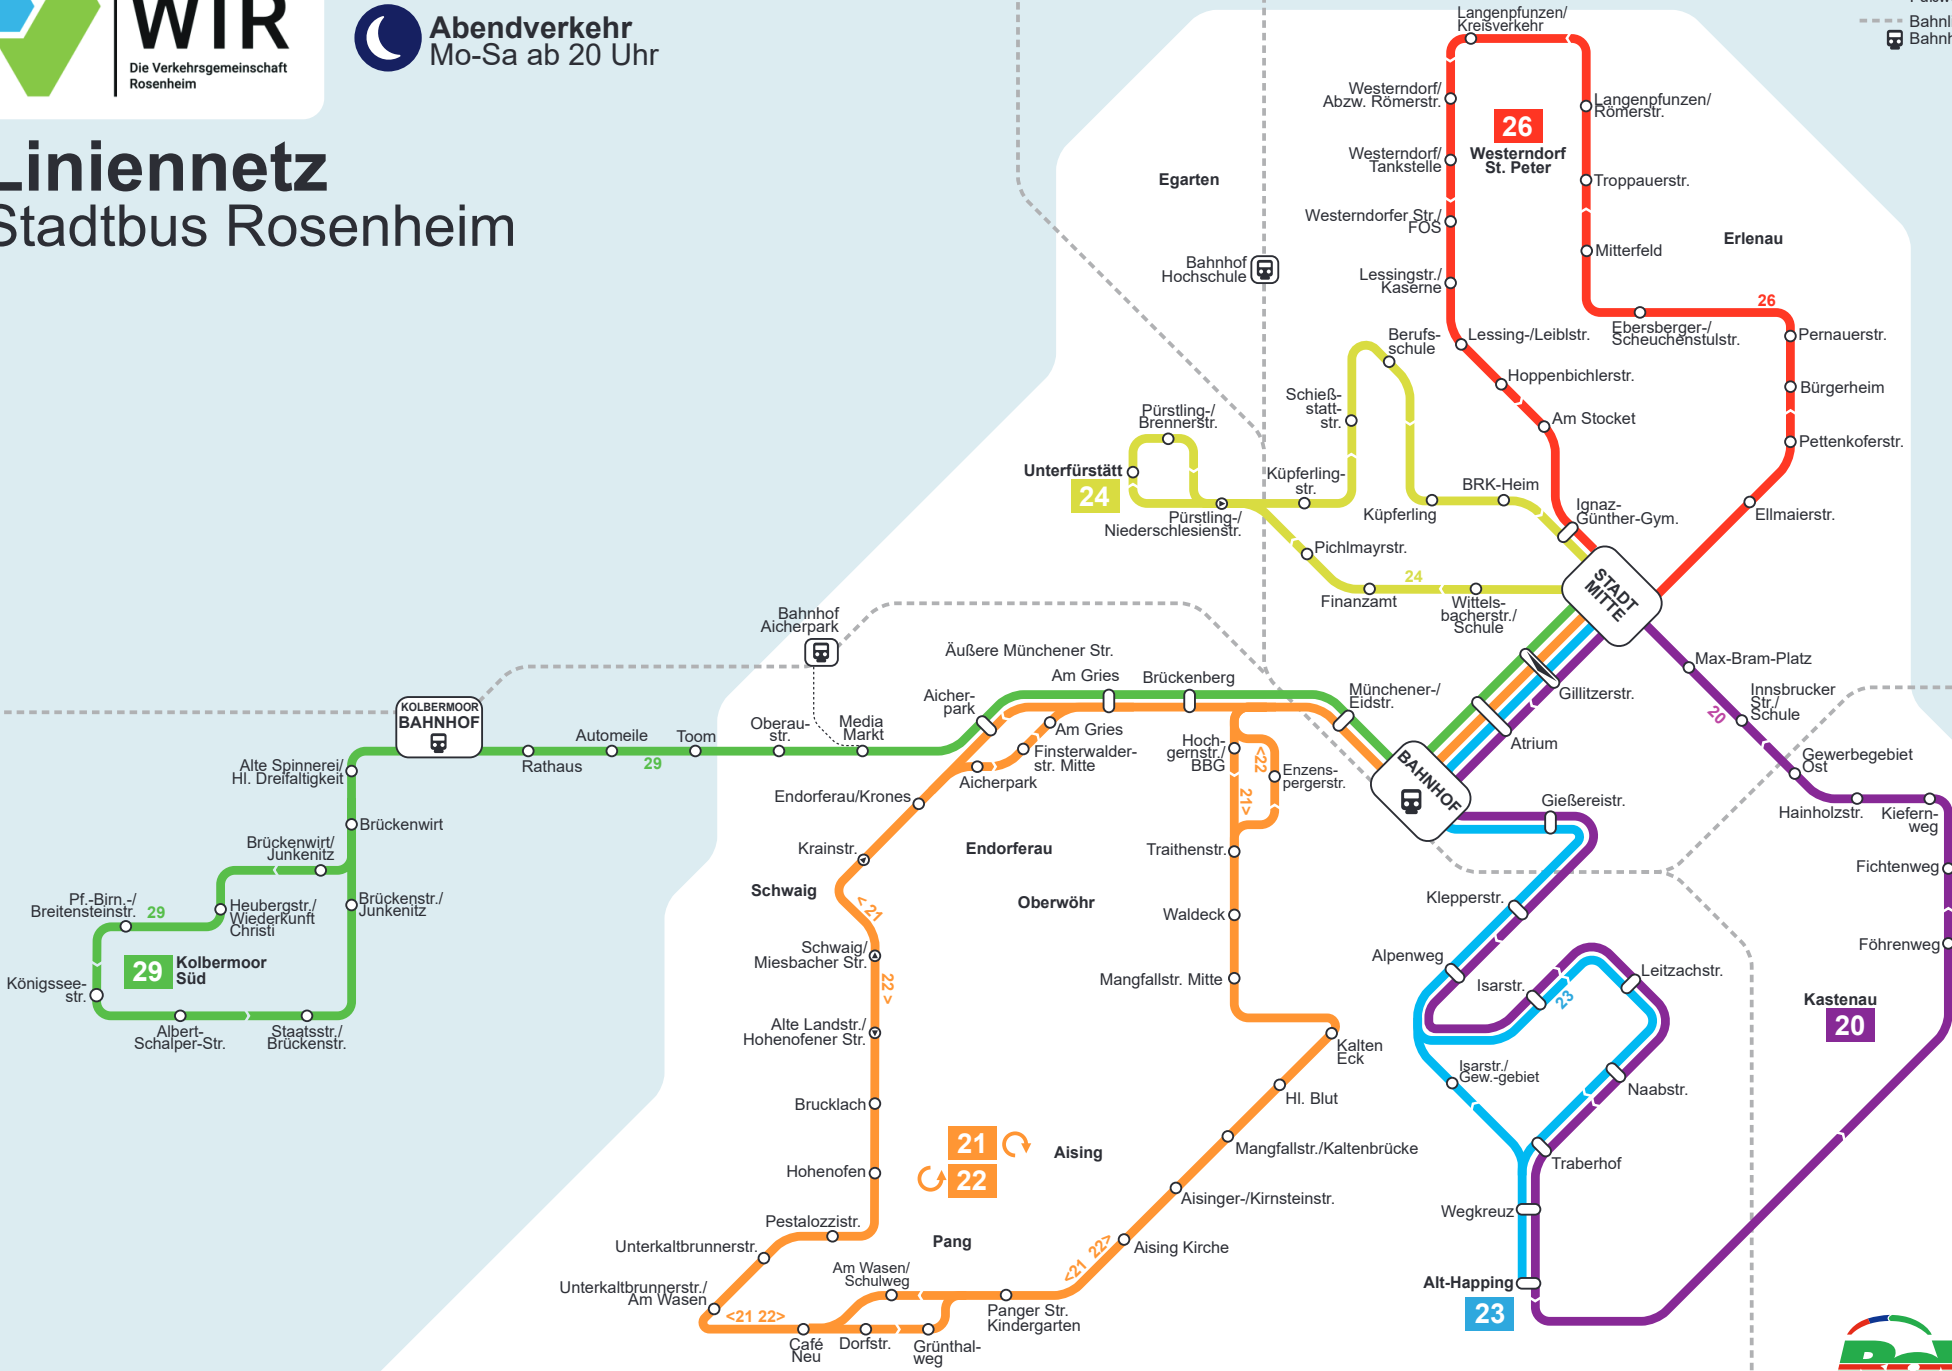 WIR
Die Verkehrsgemeinschaft
Rosenheim
Abendverkehr
Mo-Sa ab 20 Uhr
Liniennetz
Stadtbus Rosenheim
Langenpfunzen/
Kreisverkehr
Westerndorf/
Abzw. Römerstr.
Langenpfunzen/
Römerstr.
26
Westerndorf
St. Peter
Westerndorf/
Tankstelle
Troppauerstr.
Egarten
Westerndorfer Str./
FOS
Mitterfeld
Erlenau
Bahnhof
Hochschule
Lessingstr./
Kaserne
26
Ebersberger-/
Scheuchenstulstr.
Pernauerstr.
Berufs-
schule
Lessing-/Leiblstr.
Hoppenbichlerstr.
Bürgerheim
Schieß-
statt-
str.
Am Stocket
Pettenkoferstr.
Pürstling-/
Brennerstr.
Unterfürstätt
24
Küpferling-
str.
BRK-Heim
Küpferling
Ignaz-
Günther-Gym.
Ellmaierstr.
Pürstling-/
Niederschlesienstr.
Pichlmayrstr.
24
Finanzamt
Wittels-
bacherstr./
Schule
STADT
MITTE
Bahnhof
Aicherpark
Äußere Münchener Str.
Am Gries
Brückenberg
Münchener-/
Eidstr.
Gillitzerstr.
Max-Bram-Platz
Innsbrucker
Str./
Schule
20
Atrium
Gewerbegebiet
Ost
Hainholzstr.
Kiefern-
weg
Fichtenweg
Föhrenweg
Kastenau
20
KOLBERMOOR
BAHNHOF
Rathaus
Automeile
29
Toom
Oberau-
str.
Media
Markt
Aicher-
park
Am Gries
Finsterwalder-
str. Mitte
Aicherpark
Hoch-
gernstr./
BBG
<22
21>
Enzens-
pergerstr.
BAHNHOF
Gießereistr.
Alte Spinnerei/
Hl. Dreifaltigkeit
Brückenwirt
Brückenwirt/
Junkenitz
Brückenstr./
Junkenitz
Pf.-Birn.-/
Breitensteinstr.
29
Heubergstr./
Wiederkunft
Christi
29
Kolbermoor
Süd
Königssee-
str.
Albert-
Schalper-Str.
Staatsstr./
Brückenstr.
Endorferau/Krones
Krainstr.
Endorferau
Schwaig
< 21
Oberwöhr
Traithenstr.
Waldeck
Mangfallstr. Mitte
Schwaig/
Miesbacher Str.
22 >
Alte Landstr./
Hohenofener Str.
Brucklach
Hohenofen
Klepperstr.
Alpenweg
Isarstr.
23
Leitzachstr.
Isarstr./
Gew.-gebiet
Naabstr.
Traberhof
Wegkreuz
Alt-Happing
23
Kalten
Eck
Hl. Blut
Mangfallstr./Kaltenbrücke
Aisinger-/Kirnsteinstr.
Aising Kirche
21
22
Aising
Pang
Pestalozzistr.
Unterkaltbrunnerstr.
Unterkaltbrunnerstr./
Am Wasen
<21 22>
Am Wasen/
Schulweg
Café
Neu
Dorfstr.
Grünthal-
weg
Panger Str.
Kindergarten
<21 22>